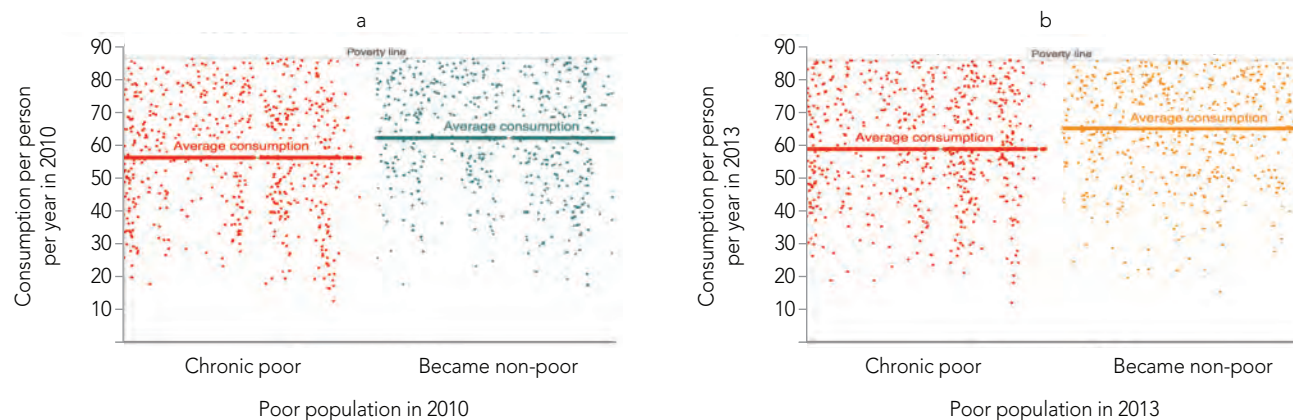 a
Consumption per person
per year in 2010
90
80
70
60
50
40
30
20
10
Poverty line
Average consumption
Average consumption
Chronic poor
Became non-poor
Poor population in 2010
b
Consumption per person
per year in 2013
90
80
70
60
50
40
30
20
10
Poverty line
Average consumption
Average consumption
Chronic poor
Became non-poor
Poor population in 2013